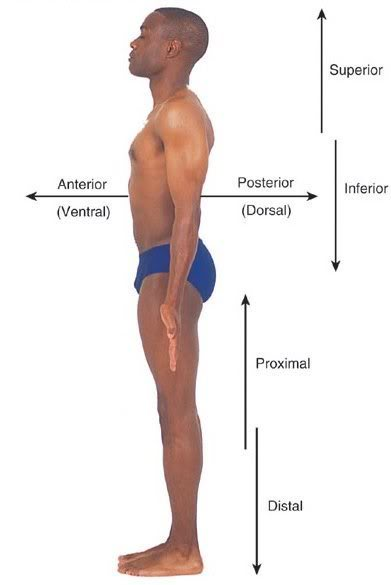 Superior
Anterior
(Ventral)
Posterior
(Dorsal)
Inferior
Proximal
Distal